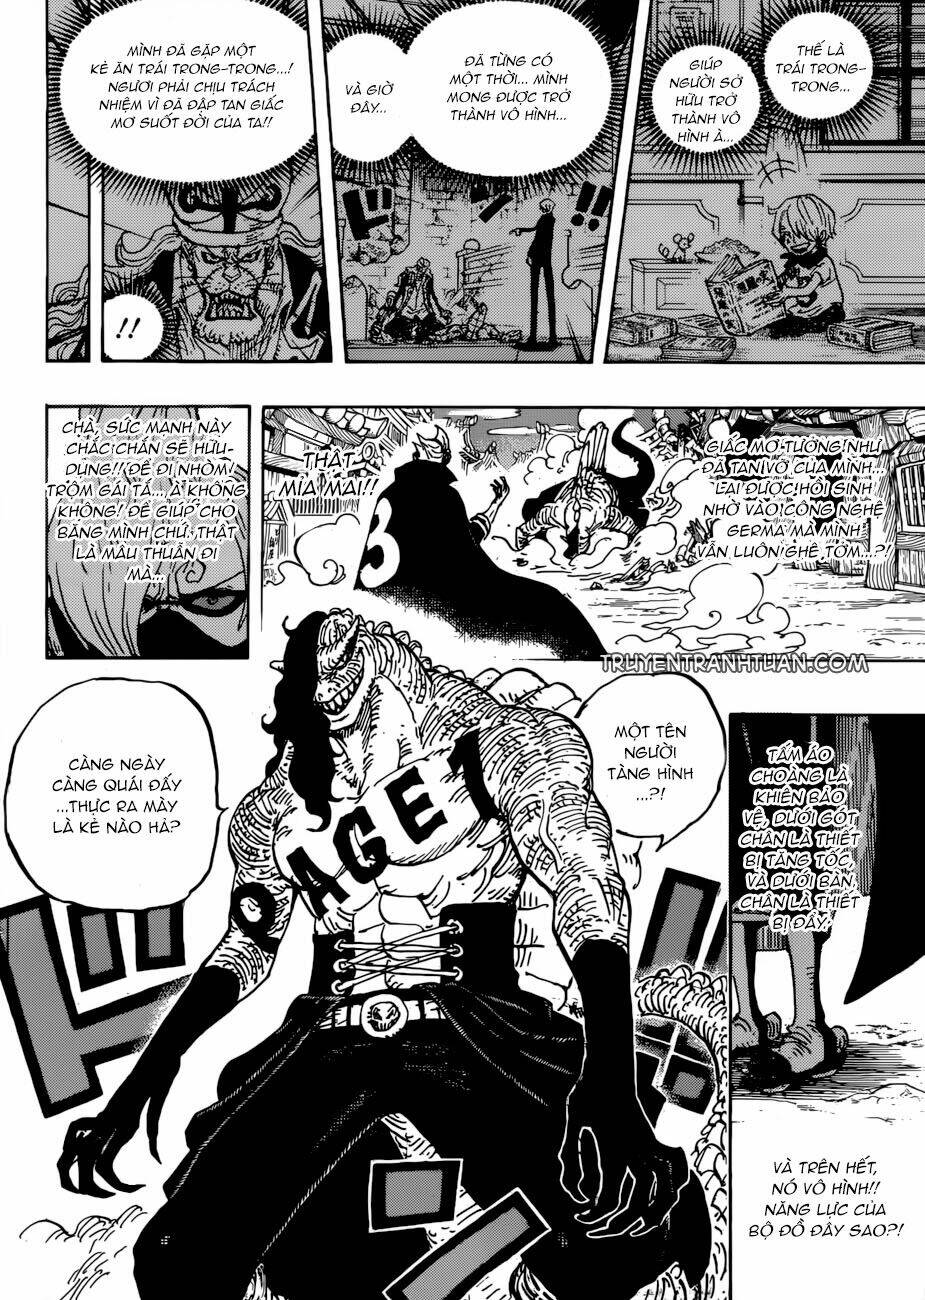 THẾ LÀ
TRÁI TRONG-
TRONG...
GIÚP
NGƯỜI SỞ
HỮU TRỞ
THÀNH VÔ
HÌNH À...
ĐÃ TỪNG CÓ
MỘT THỜI... MÌNH
MONG ĐƯỢC TRỞ
THÀNH VÔ HÌNH...
VÀ GIỜ
ĐÂY...
MÌNH ĐÃ GẶP MỘT
KẺ ĂN TRÁI TRONG-TRONG...!
NGƯƠI PHẢI CHỊU TRÁCH
NHIỆM VÌ ĐÃ ĐẬP TAN GIẤC
MƠ SUỐT ĐỜI CỦA TA!!
!!
ドン!!
GIẤC MƠ TƯỞNG NHƯ
ĐÃ TAN VỠ CỦA MÌNH...
LẠI ĐƯỢC HỒI SINH
NHỜ VÀO CÔNG NGHỆ
GERMA MÀ MÌNH
VẪN LUÔN GHÊ TỞM...?!
THẬT
MỈA MAI!!
3
CHÀ, SỨC MẠNH NÀY
CHẮC CHẮN SẼ HỮU-
DỤNG!! ĐỂ ĐI NHÒM
TRỘM GÁI TẮ... À KHÔNG
KHÔNG! ĐỂ GIÚP CHO
BĂNG MÌNH CHỨ. THẬT
LÀ MÂU THUẪN ĐI
MÀ...
TRUYENTRANHTUAN.COM
TẤM ÁO
CHOÀNG LÀ
KHIÊN BẢO
VỆ, DƯỚI GÓT
CHÂN LÀ THIẾT
BỊ TĂNG TỐC,
VÀ DƯỚI BÀN
CHÂN LÀ THIẾT
BỊ ĐẨY.
VÀ TRÊN HẾT,
NÓ VÔ HÌNH!!
NĂNG LỰC CỦA
BỘ ĐỒ ĐÂY SAO?!
MỘT TÊN
NGƯỜI
TÀNG HÌNH
...?!
CÀNG NGÀY
CÀNG QUÁI ĐẤY
...THỰC RA MÀY
LÀ KẺ NÀO HẢ?
PAGE1
ドン